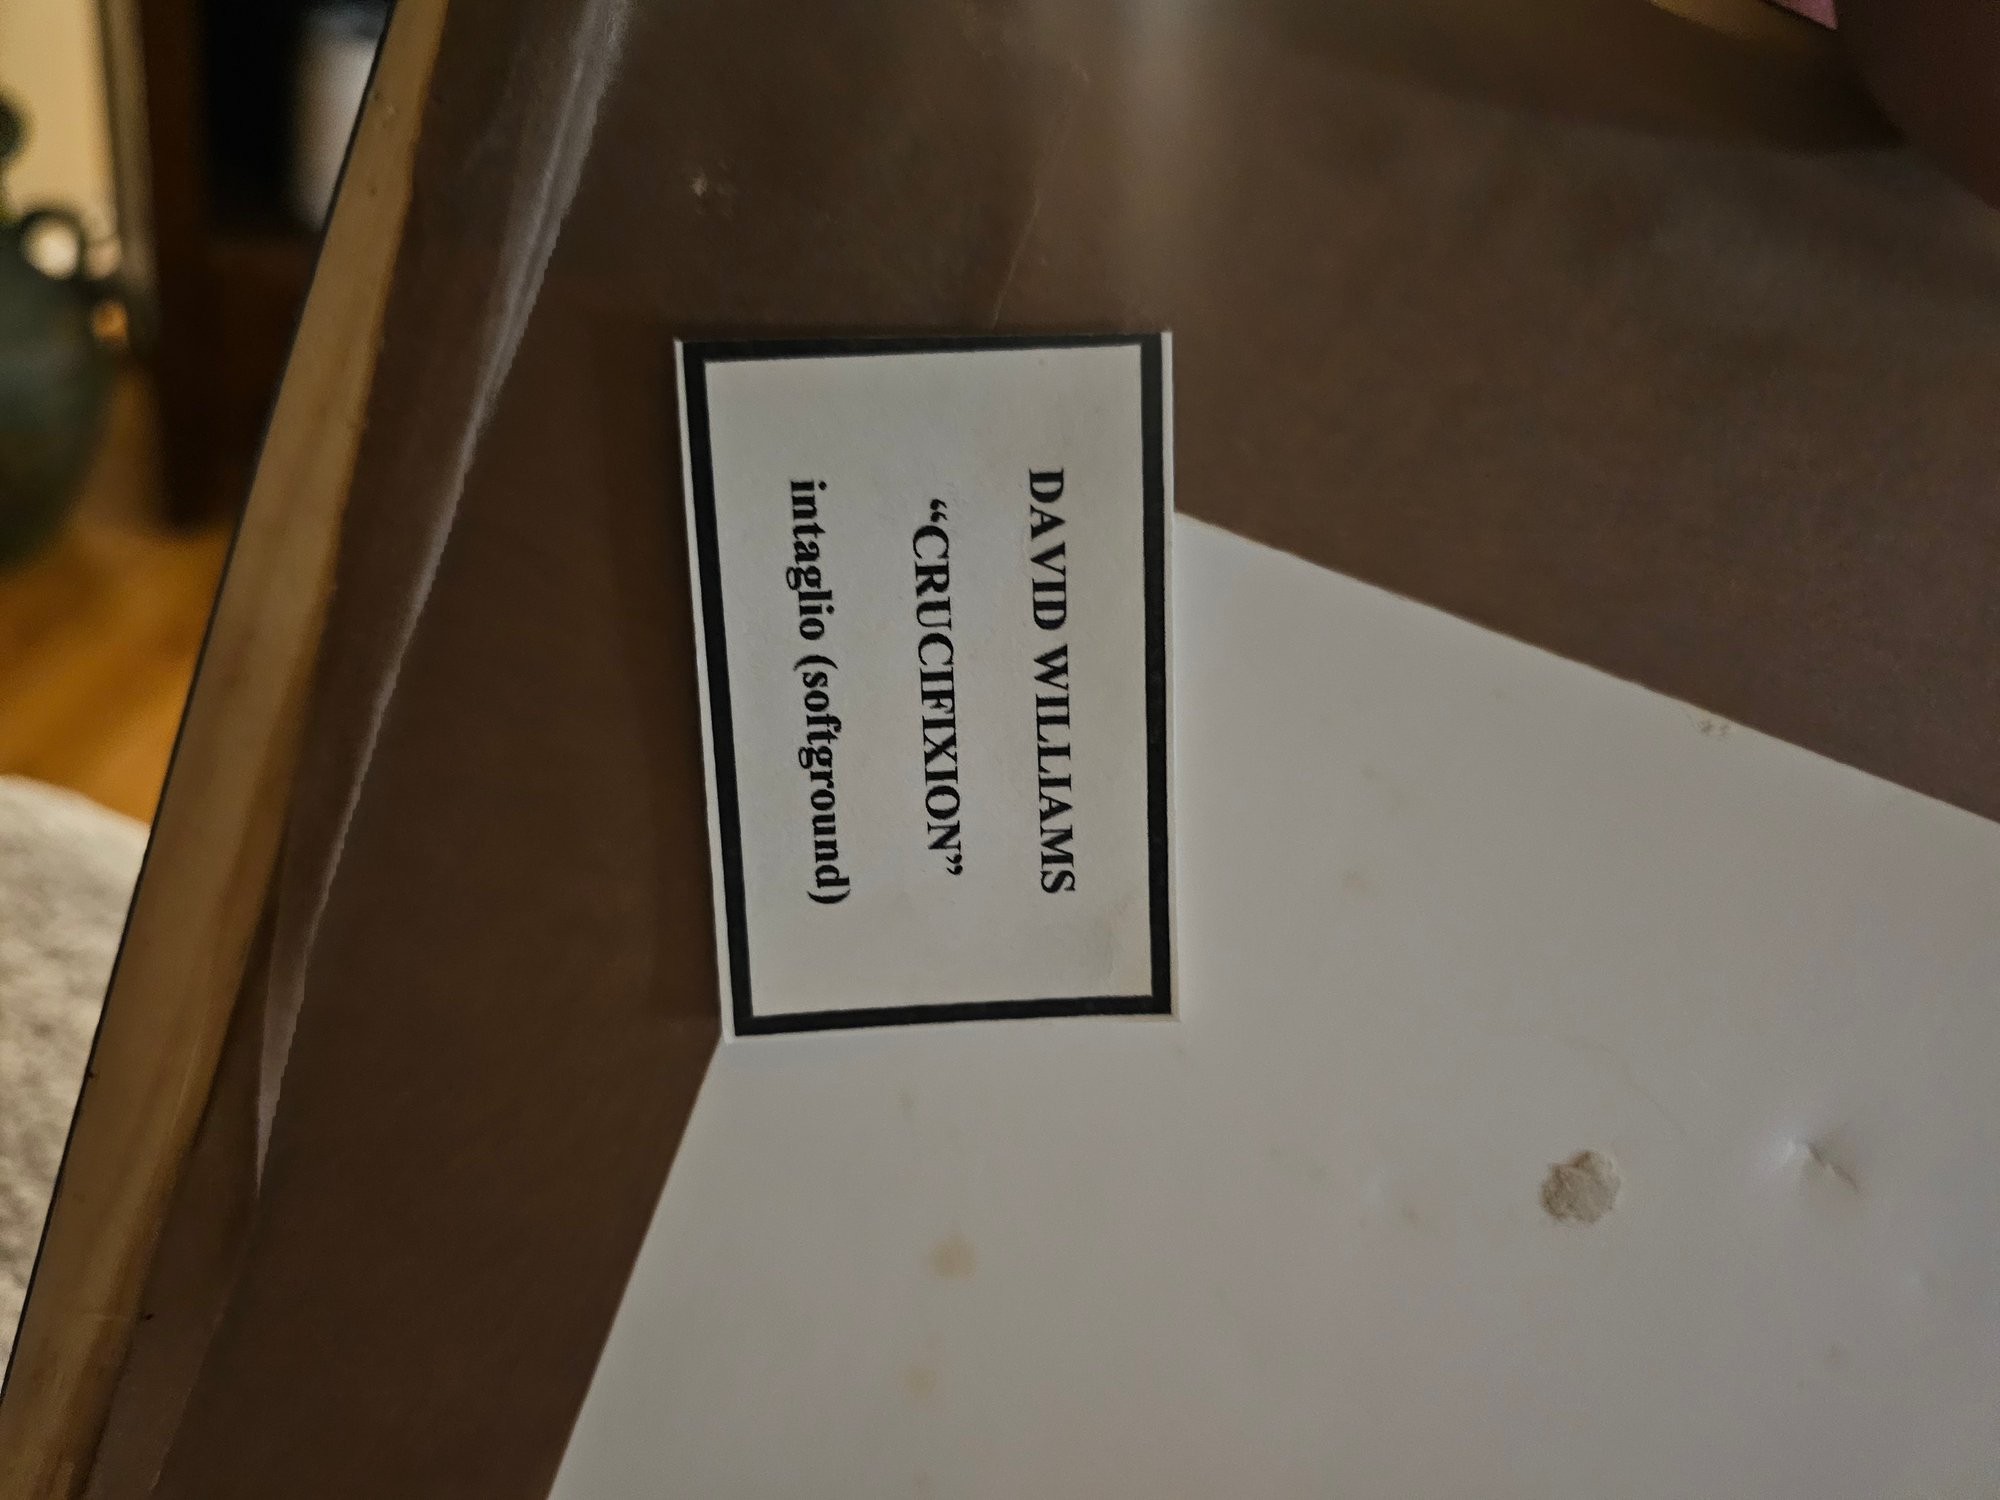 DAVID WILLIAMS
“CRUCIFIXION”
intaglio (softground)